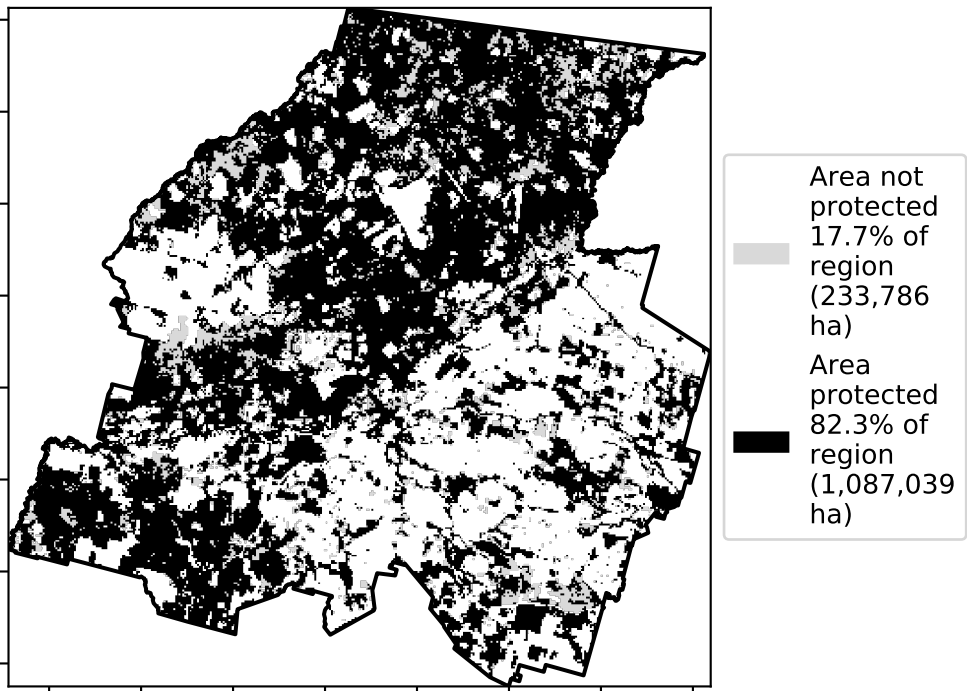 Area not
protected
17.7% of
region
(233,786
ha)
Area
protected
82.3% of
region
(1,087,039
ha)